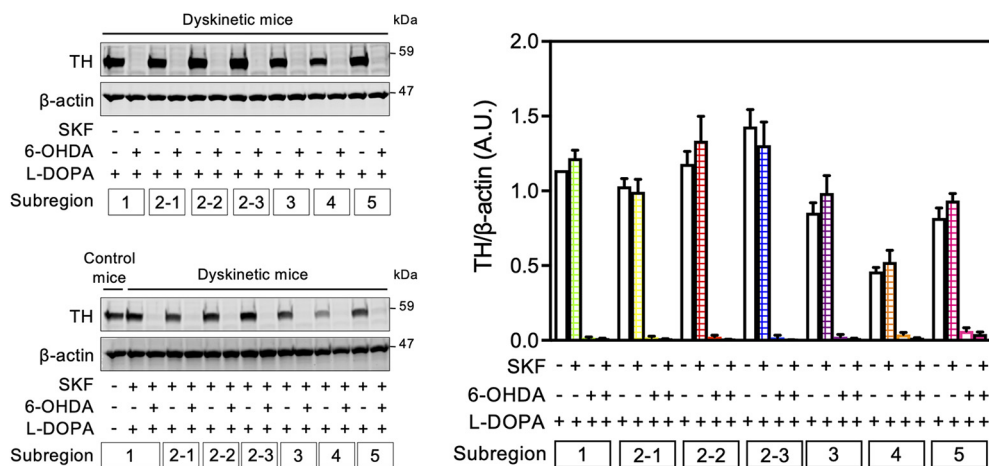 Dyskinetic mice
kDa
TH
59
β-actin
47
SKF - - - - - - - - - - - - - -
6-OHDA - + - + - + - + - + - + - +
L-DOPA + + + + + + + + + + + + + +
Subregion 1 2-1 2-2 2-3 3 4 5
Control mice
Dyskinetic mice
kDa
TH
59
β-actin
47
SKF - + + + + + + + + + + + + + +
6-OHDA - - + - + - + - + - + - + - +
L-DOPA - + + + + + + + + + + + + + +
Subregion 1 2-1 2-2 2-3 3 4 5
TH/β-actin (A.U.)
2.0
1.5
1.0
0.5
0.0
SKF - + - + - + - + - + - + - + - + - + - + - + - + - + - +
6-OHDA - - + + - - + + - - + + - - + + - - + + - - + + - - + +
L-DOPA + + + + + + + + + + + + + + + + + + + + + + + + + + + +
Subregion 1 2-1 2-2 2-3 3 4 5